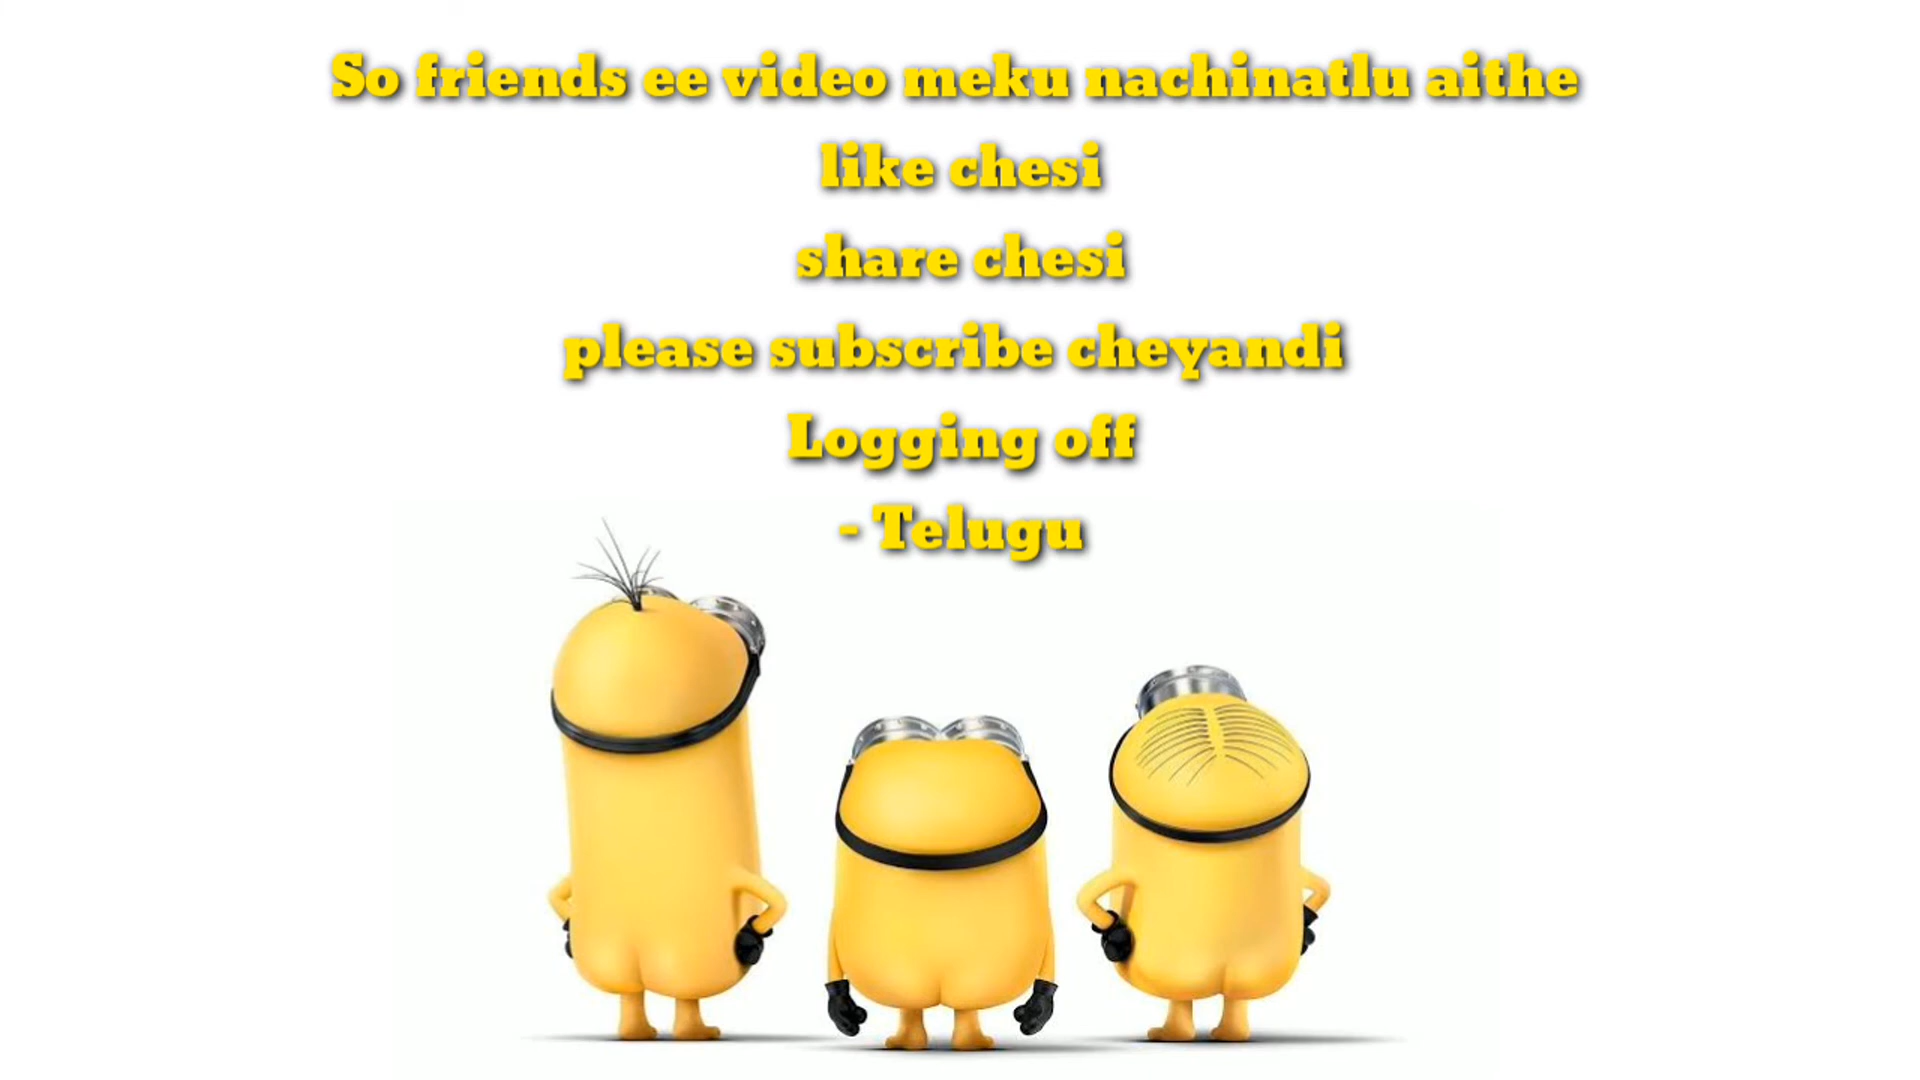 So friends ee video meku nachinatlu aithe
like chesi
share chesi
please subscribe cheyandi
Logging off
- Telugu